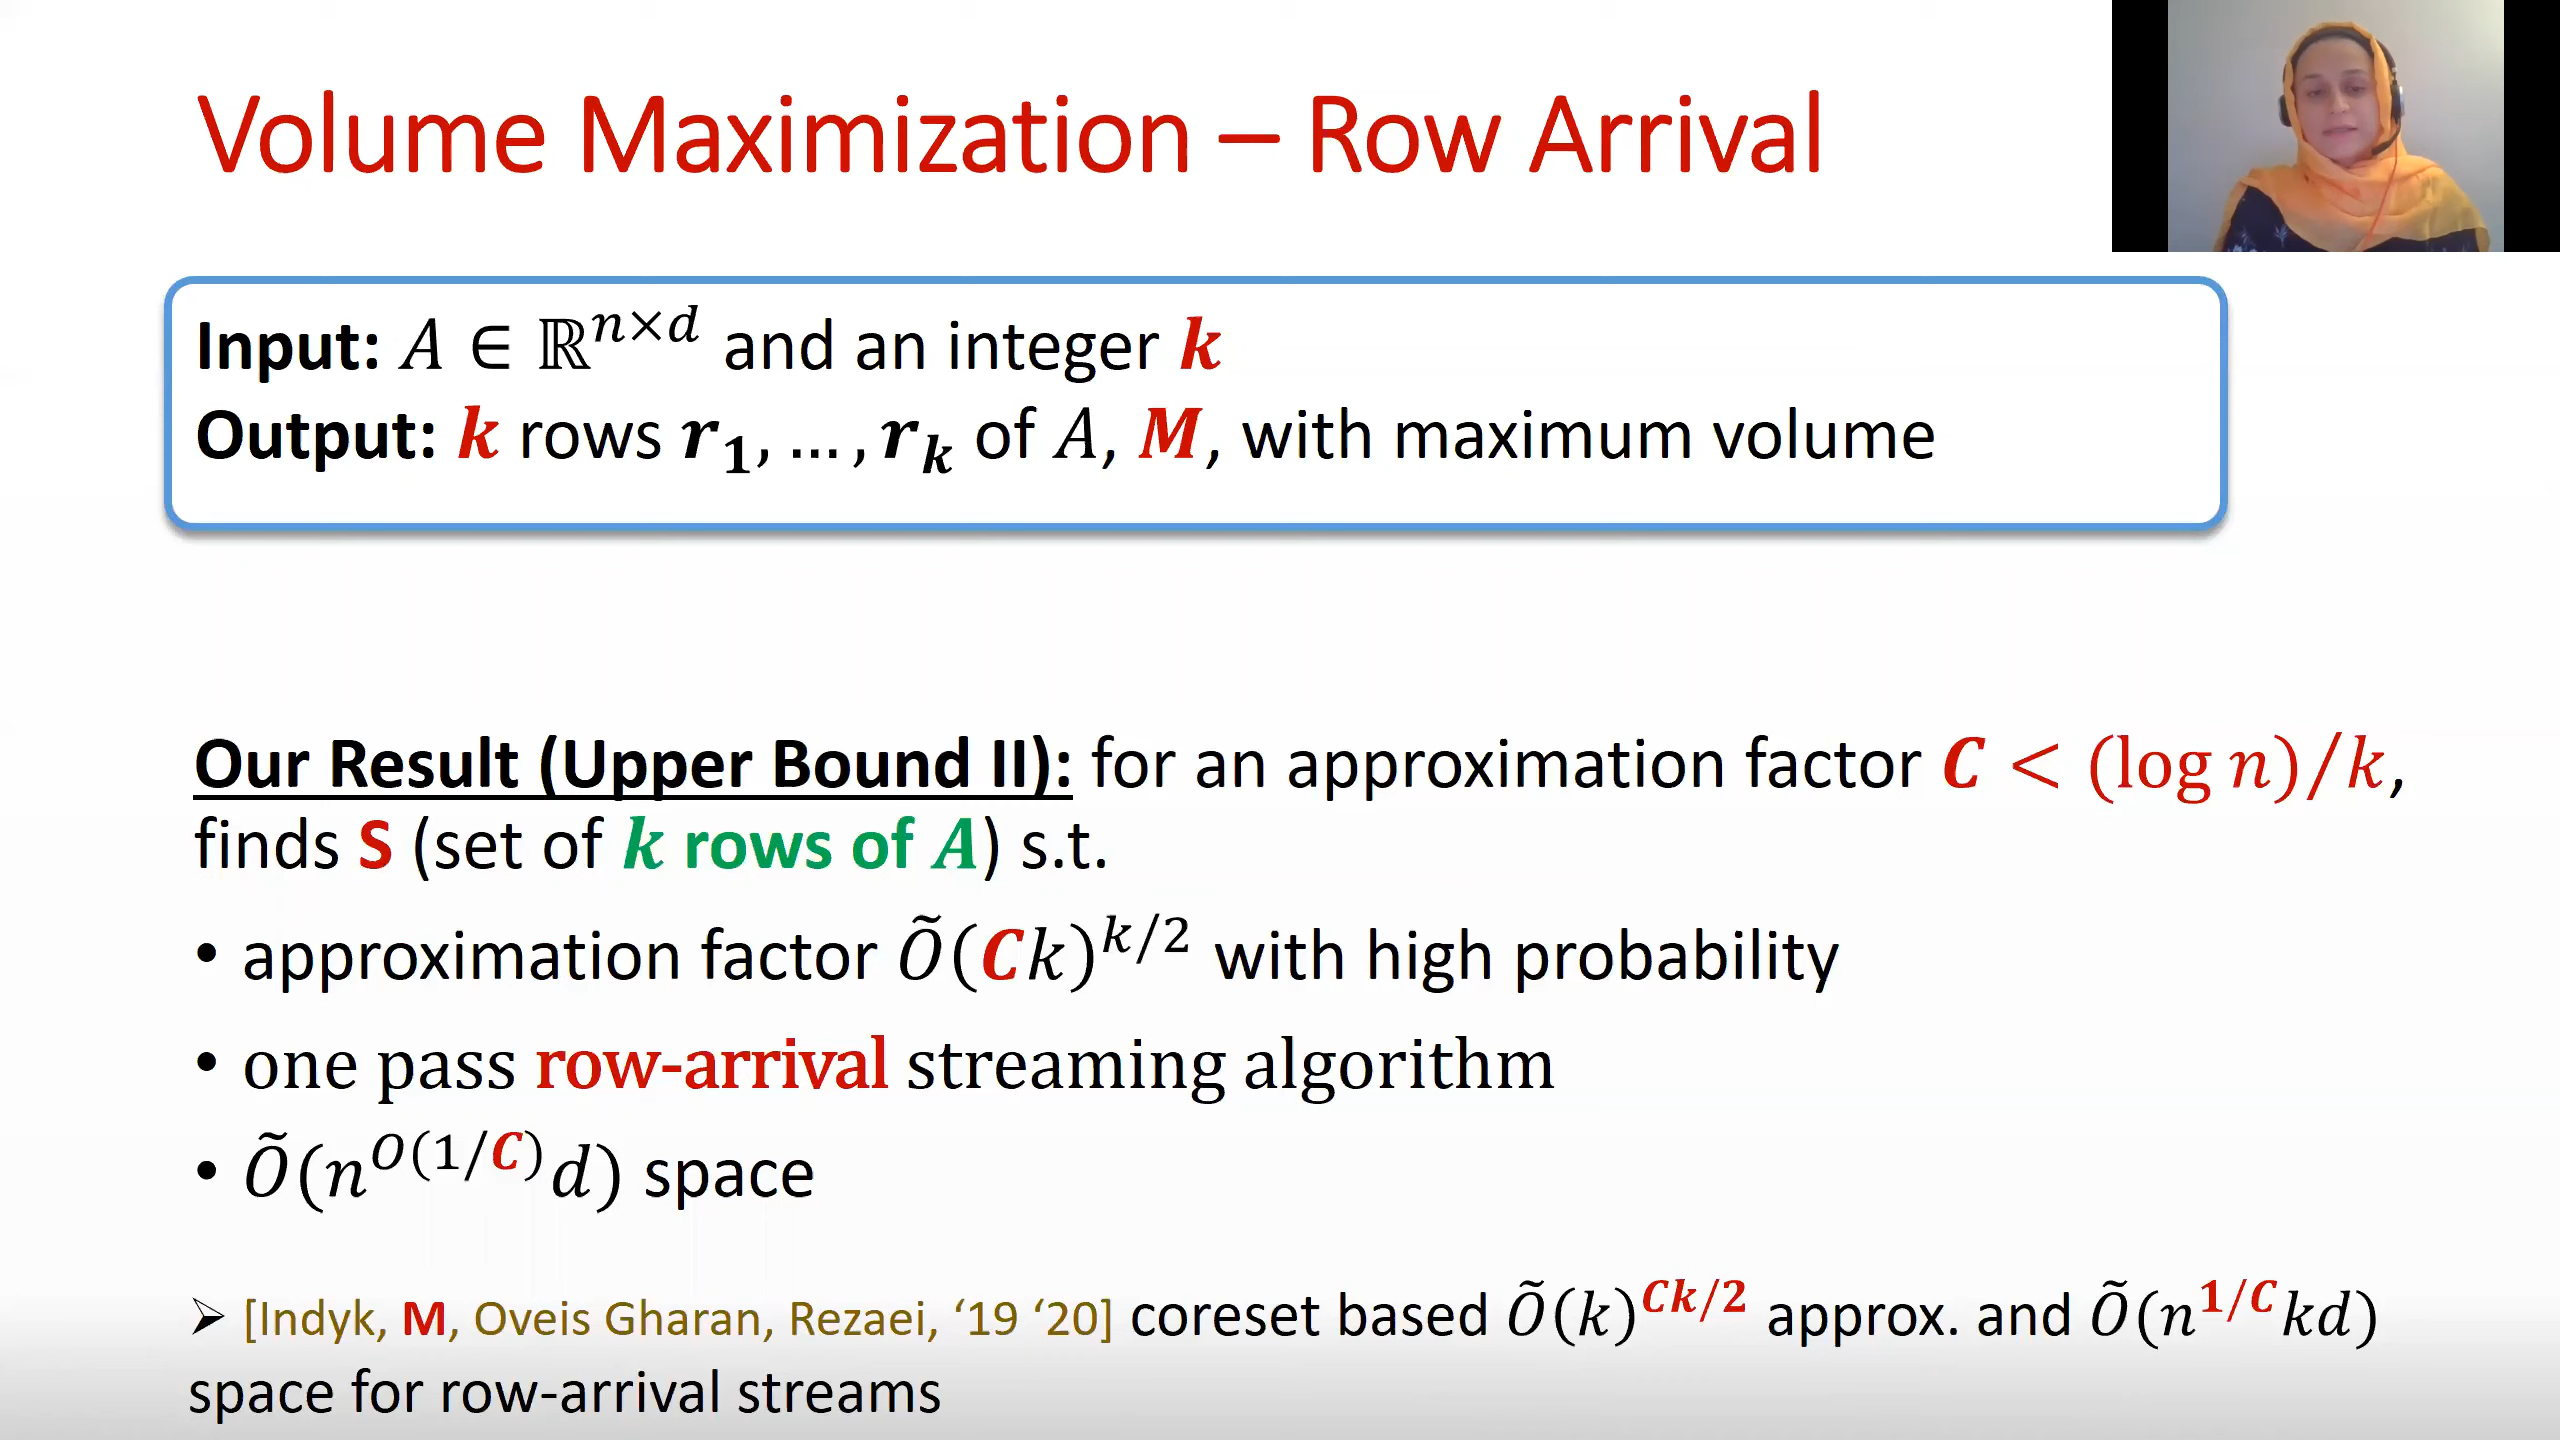 Volume Maximization – Row Arrival
Input: A ∈ ℝ^{n×d} and an integer k
Output: k rows r₁, … , r_k of A, M, with maximum volume
Our Result (Upper Bound II): for an approximation factor C < (log n)/k,
finds S (set of k rows of A) s.t.
• approximation factor Õ(Ck)^{k/2} with high probability
• one pass row-arrival streaming algorithm
• Õ(n^{O(1/C)}d) space
➢ [Indyk, M, Oveis Gharan, Rezaei, ‘19 ‘20] coreset based Õ(k)^{Ck/2} approx. and Õ(n^{1/C}kd)
space for row-arrival streams